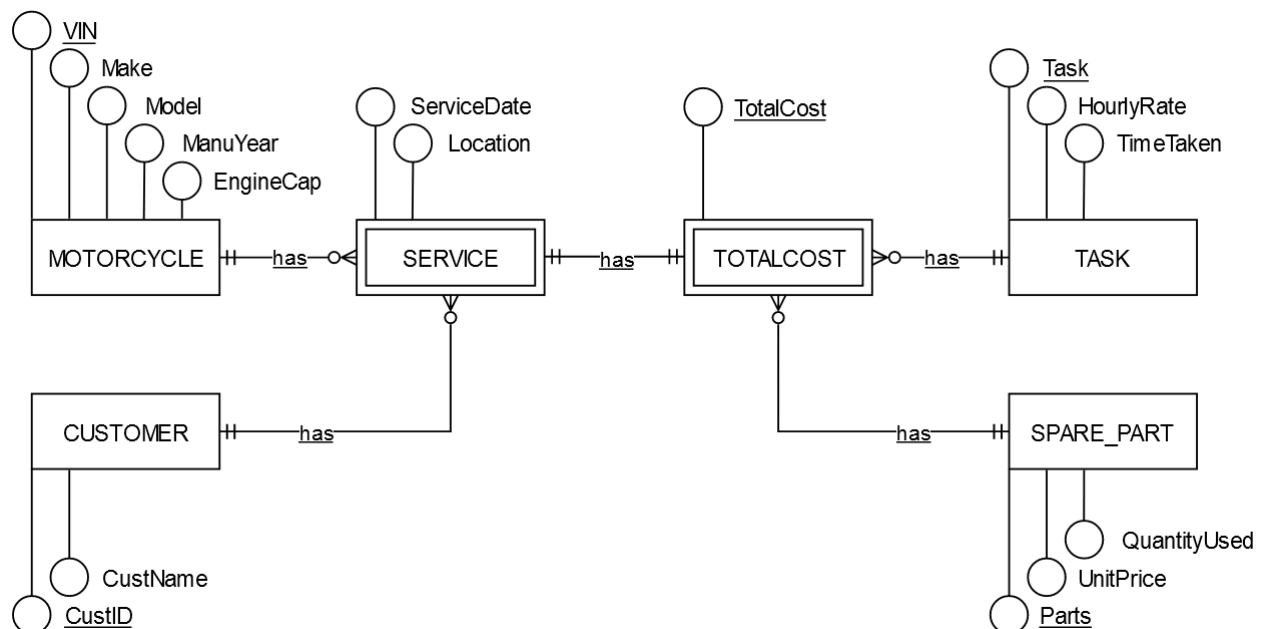 VIN
Make
Model
ManuYear
EngineCap
ServiceDate
Location
TotalCost
Task
HourlyRate
TimeTaken
MOTORCYCLE
has
SERVICE
has
TOTALCOST
has
TASK
CUSTOMER
has
has
SPARE_PART
CustName
CustID
QuantityUsed
UnitPrice
Parts